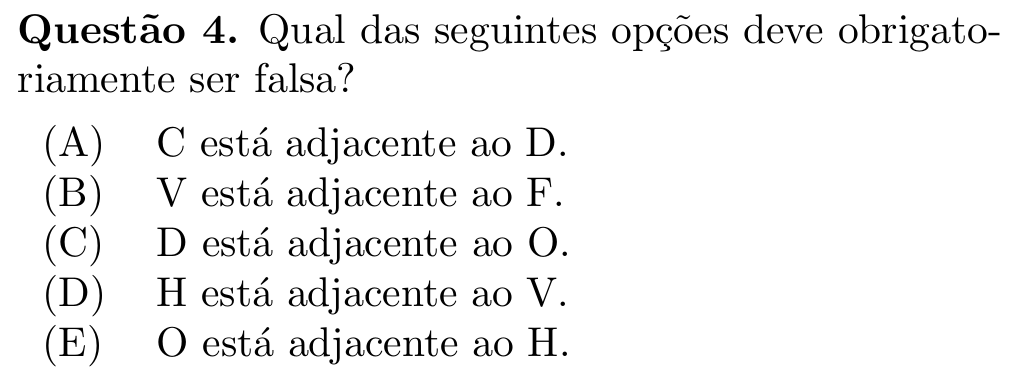 Questão 4. Qual das seguintes opções deve obrigato-
riamente ser falsa?
(A) C está adjacente ao D.
(B) V está adjacente ao F.
(C) D está adjacente ao O.
(D) H está adjacente ao V.
(E) O está adjacente ao H.